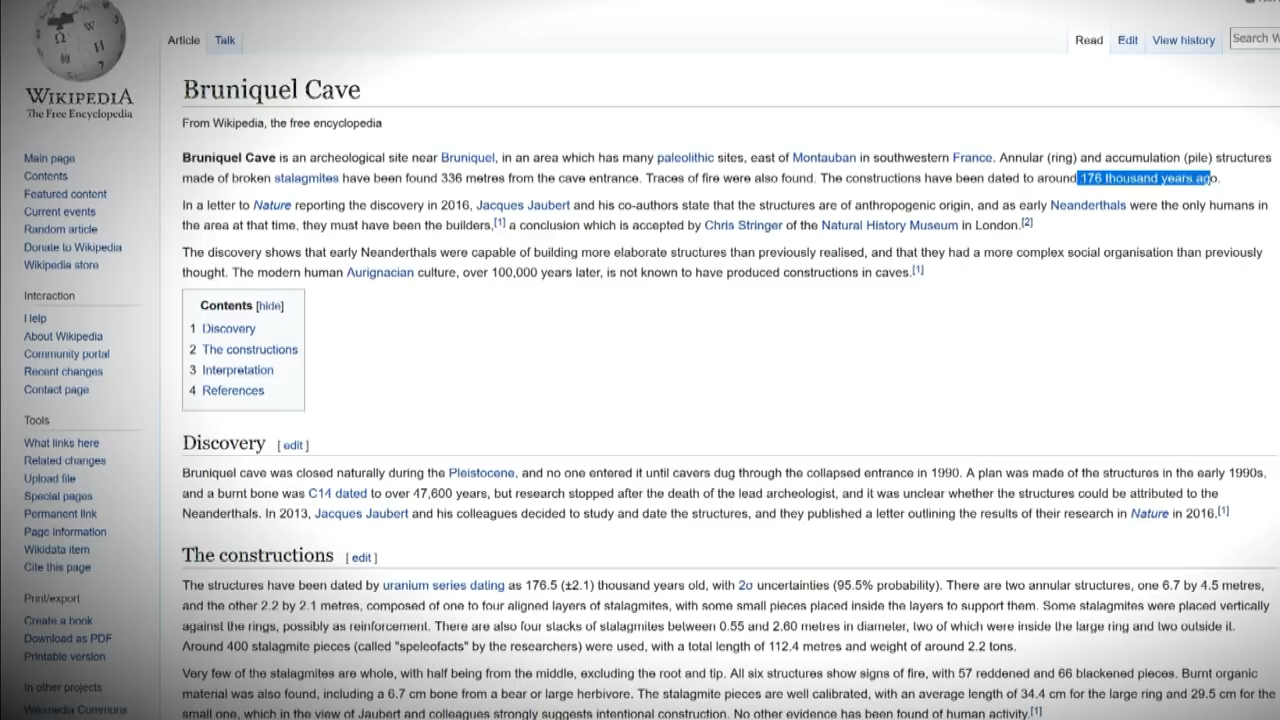 Article Talk Read Edit View history Search W
WIKIPEDIA
The Free Encyclopedia
Main page
Contents
Featured content
Current events
Random article
Donate to Wikipedia
Wikipedia store
Interaction
Help
About Wikipedia
Community portal
Recent changes
Contact page
Tools
What links here
Related changes
Upload file
Special pages
Permanent link
Page information
Wikidata item
Cite this page
Print/export
Create a book
Download as PDF
Printable version
In other projects
Wikimedia Commons
Bruniquel Cave
From Wikipedia, the free encyclopedia
Bruniquel Cave is an archeological site near Bruniquel, in an area which has many paleolithic sites, east of Montauban in southwestern France. Annular (ring) and accumulation (pile) structures
made of broken stalagmites have been found 336 metres from the cave entrance. Traces of fire were also found. The constructions have been dated to around 176 thousand years ago.
In a letter to Nature reporting the discovery in 2016, Jacques Jaubert and his co-authors state that the structures are of anthropogenic origin, and as early Neanderthals were the only humans in
the area at that time, they must have been the builders,[1] a conclusion which is accepted by Chris Stringer of the Natural History Museum in London.[2]
The discovery shows that early Neanderthals were capable of building more elaborate structures than previously realised, and that they had a more complex social organisation than previously
thought. The modern human Aurignacian culture, over 100,000 years later, is not known to have produced constructions in caves.[1]
Contents [hide]
1 Discovery
2 The constructions
3 Interpretation
4 References
Discovery [ edit ]
Bruniquel cave was closed naturally during the Pleistocene, and no one entered it until cavers dug through the collapsed entrance in 1990. A plan was made of the structures in the early 1990s,
and a burnt bone was C14 dated to over 47,600 years, but research stopped after the death of the lead archeologist, and it was unclear whether the structures could be attributed to the
Neanderthals. In 2013, Jacques Jaubert and his colleagues decided to study and date the structures, and they published a letter outlining the results of their research in Nature in 2016.[1]
The constructions [ edit ]
The structures have been dated by uranium series dating as 176.5 (±2.1) thousand years old, with 2σ uncertainties (95.5% probability). There are two annular structures, one 6.7 by 4.5 metres,
and the other 2.2 by 2.1 metres, composed of one to four aligned layers of stalagmites, with some small pieces placed inside the layers to support them. Some stalagmites were placed vertically
against the rings, possibly as reinforcement. There are also four stacks of stalagmites between 0.55 and 2.60 metres in diameter, two of which were inside the large ring and two outside it.
Around 400 stalagmite pieces (called "speleofacts" by the researchers) were used, with a total length of 112.4 metres and weight of around 2.2 tons.
Very few of the stalagmites are whole, with half being from the middle, excluding the root and tip. All six structures show signs of fire, with 57 reddened and 66 blackened pieces. Burnt organic
material was also found, including a 6.7 cm bone from a bear or large herbivore. The stalagmite pieces are well calibrated, with an average length of 34.4 cm for the large ring and 29.5 cm for the
small one, which in the view of Jaubert and colleagues strongly suggests intentional construction. No other evidence has been found of human activity.[1]